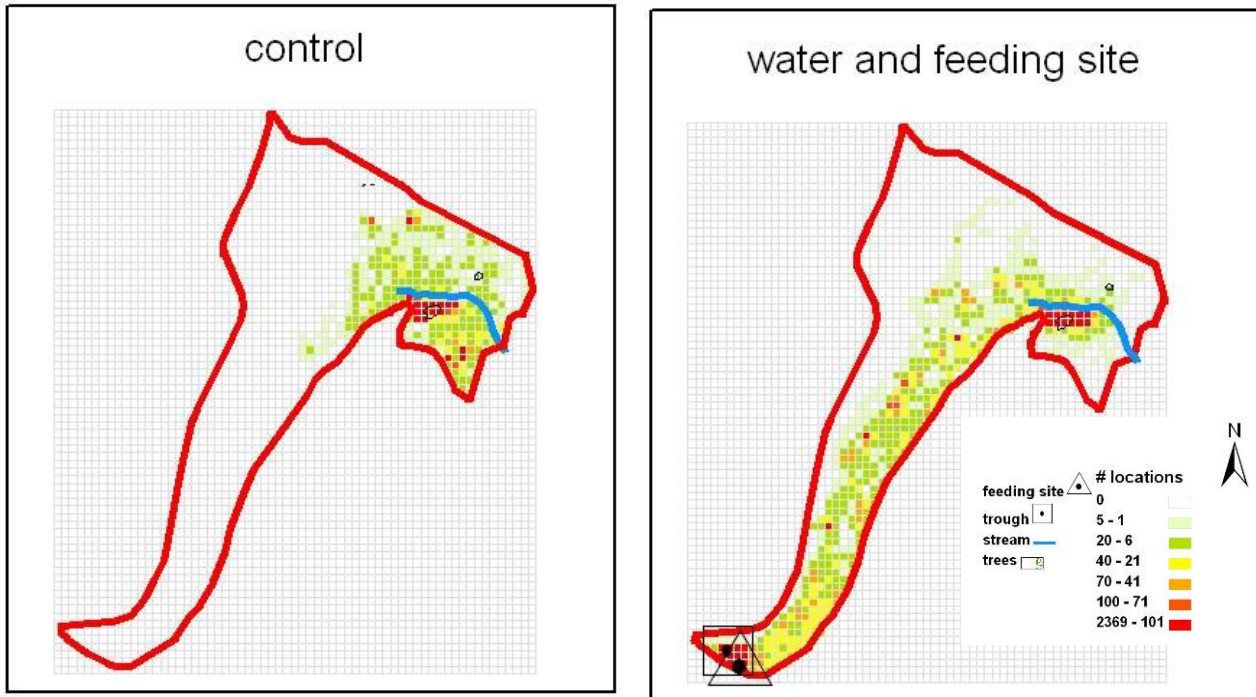 control
water and feeding site
N
feeding site
trough
stream
trees
# locations
0
5 - 1
20 - 6
40 - 21
70 - 41
100 - 71
2369 - 101